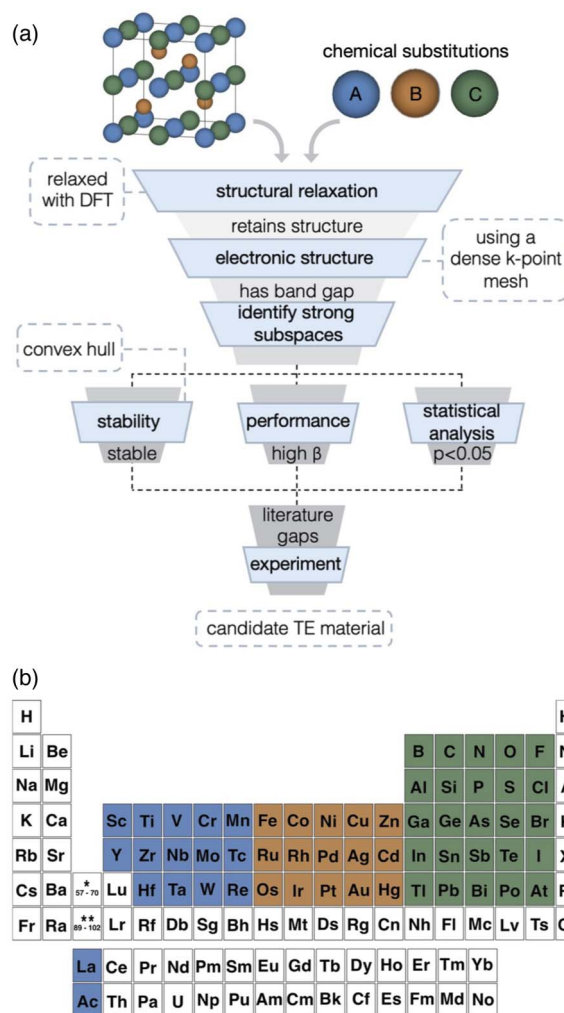 (a)
chemical substitutions
A B C
relaxed
with DFT
structural relaxation
retains structure
electronic structure
using a
dense k-point
mesh
has band gap
identify strong
subspaces
convex hull
stability
performance
statistical
analysis
stable
high β
p<0.05
literature
gaps
experiment
candidate TE material
(b)
H
Li Be B C N O F
Na Mg Al Si P S Cl
K Ca Sc Ti V Cr Mn Fe Co Ni Cu Zn Ga Ge As Se Br
Rb Sr Y Zr Nb Mo Tc Ru Rh Pd Ag Cd In Sn Sb Te I
Cs Ba * 57 - 70 Lu Hf Ta W Re Os Ir Pt Au Hg Tl Pb Bi Po At
Fr Ra ** 89 - 102 Lr Rf Db Sg Bh Hs Mt Ds Rg Cn Nh Fl Mc Lv Ts
La Ce Pr Nd Pm Sm Eu Gd Tb Dy Ho Er Tm Yb
Ac Th Pa U Np Pu Am Cm Bk Cf Es Fm Md No